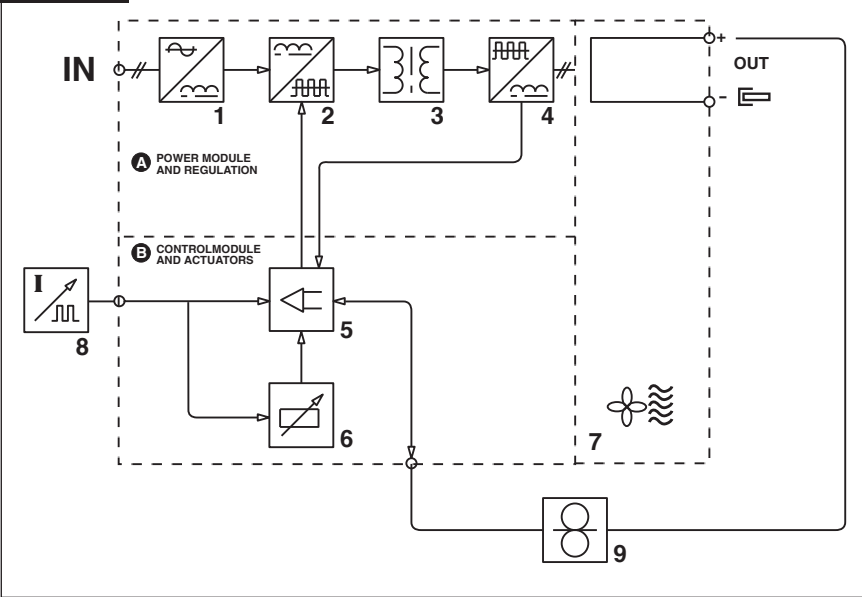 IN
1
2
3
4
+
OUT
-
A POWER MODULE
AND REGULATION
B CONTROLMODULE
AND ACTUATORS
I
8
5
6
7
9